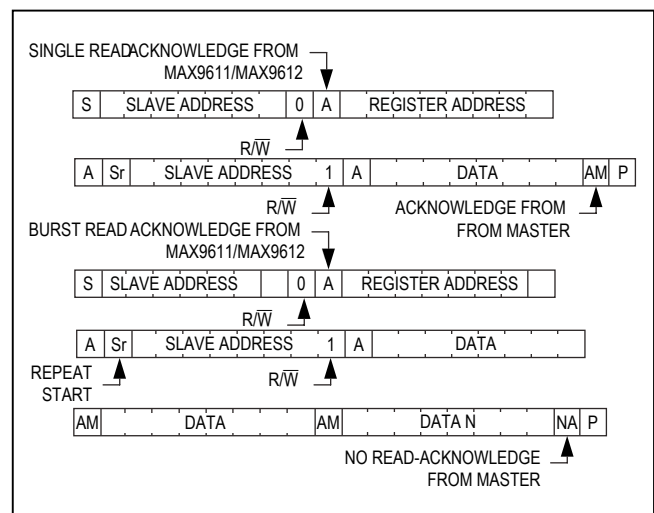 SINGLE READACKNOWLEDGE FROM
MAX9611/MAX9612
S SLAVE ADDRESS 0 A REGISTER ADDRESS
R/W̅
A Sr SLAVE ADDRESS 1 A DATA AM P
R/W̅ ACKNOWLEDGE FROM
FROM MASTER
BURST READ ACKNOWLEDGE FROM
MAX9611/MAX9612
S SLAVE ADDRESS 0 A REGISTER ADDRESS
R/W̅
A Sr SLAVE ADDRESS 1 A DATA
REPEAT R/W̅
START
AM DATA AM DATA N NA P
NO READ-ACKNOWLEDGE
FROM MASTER